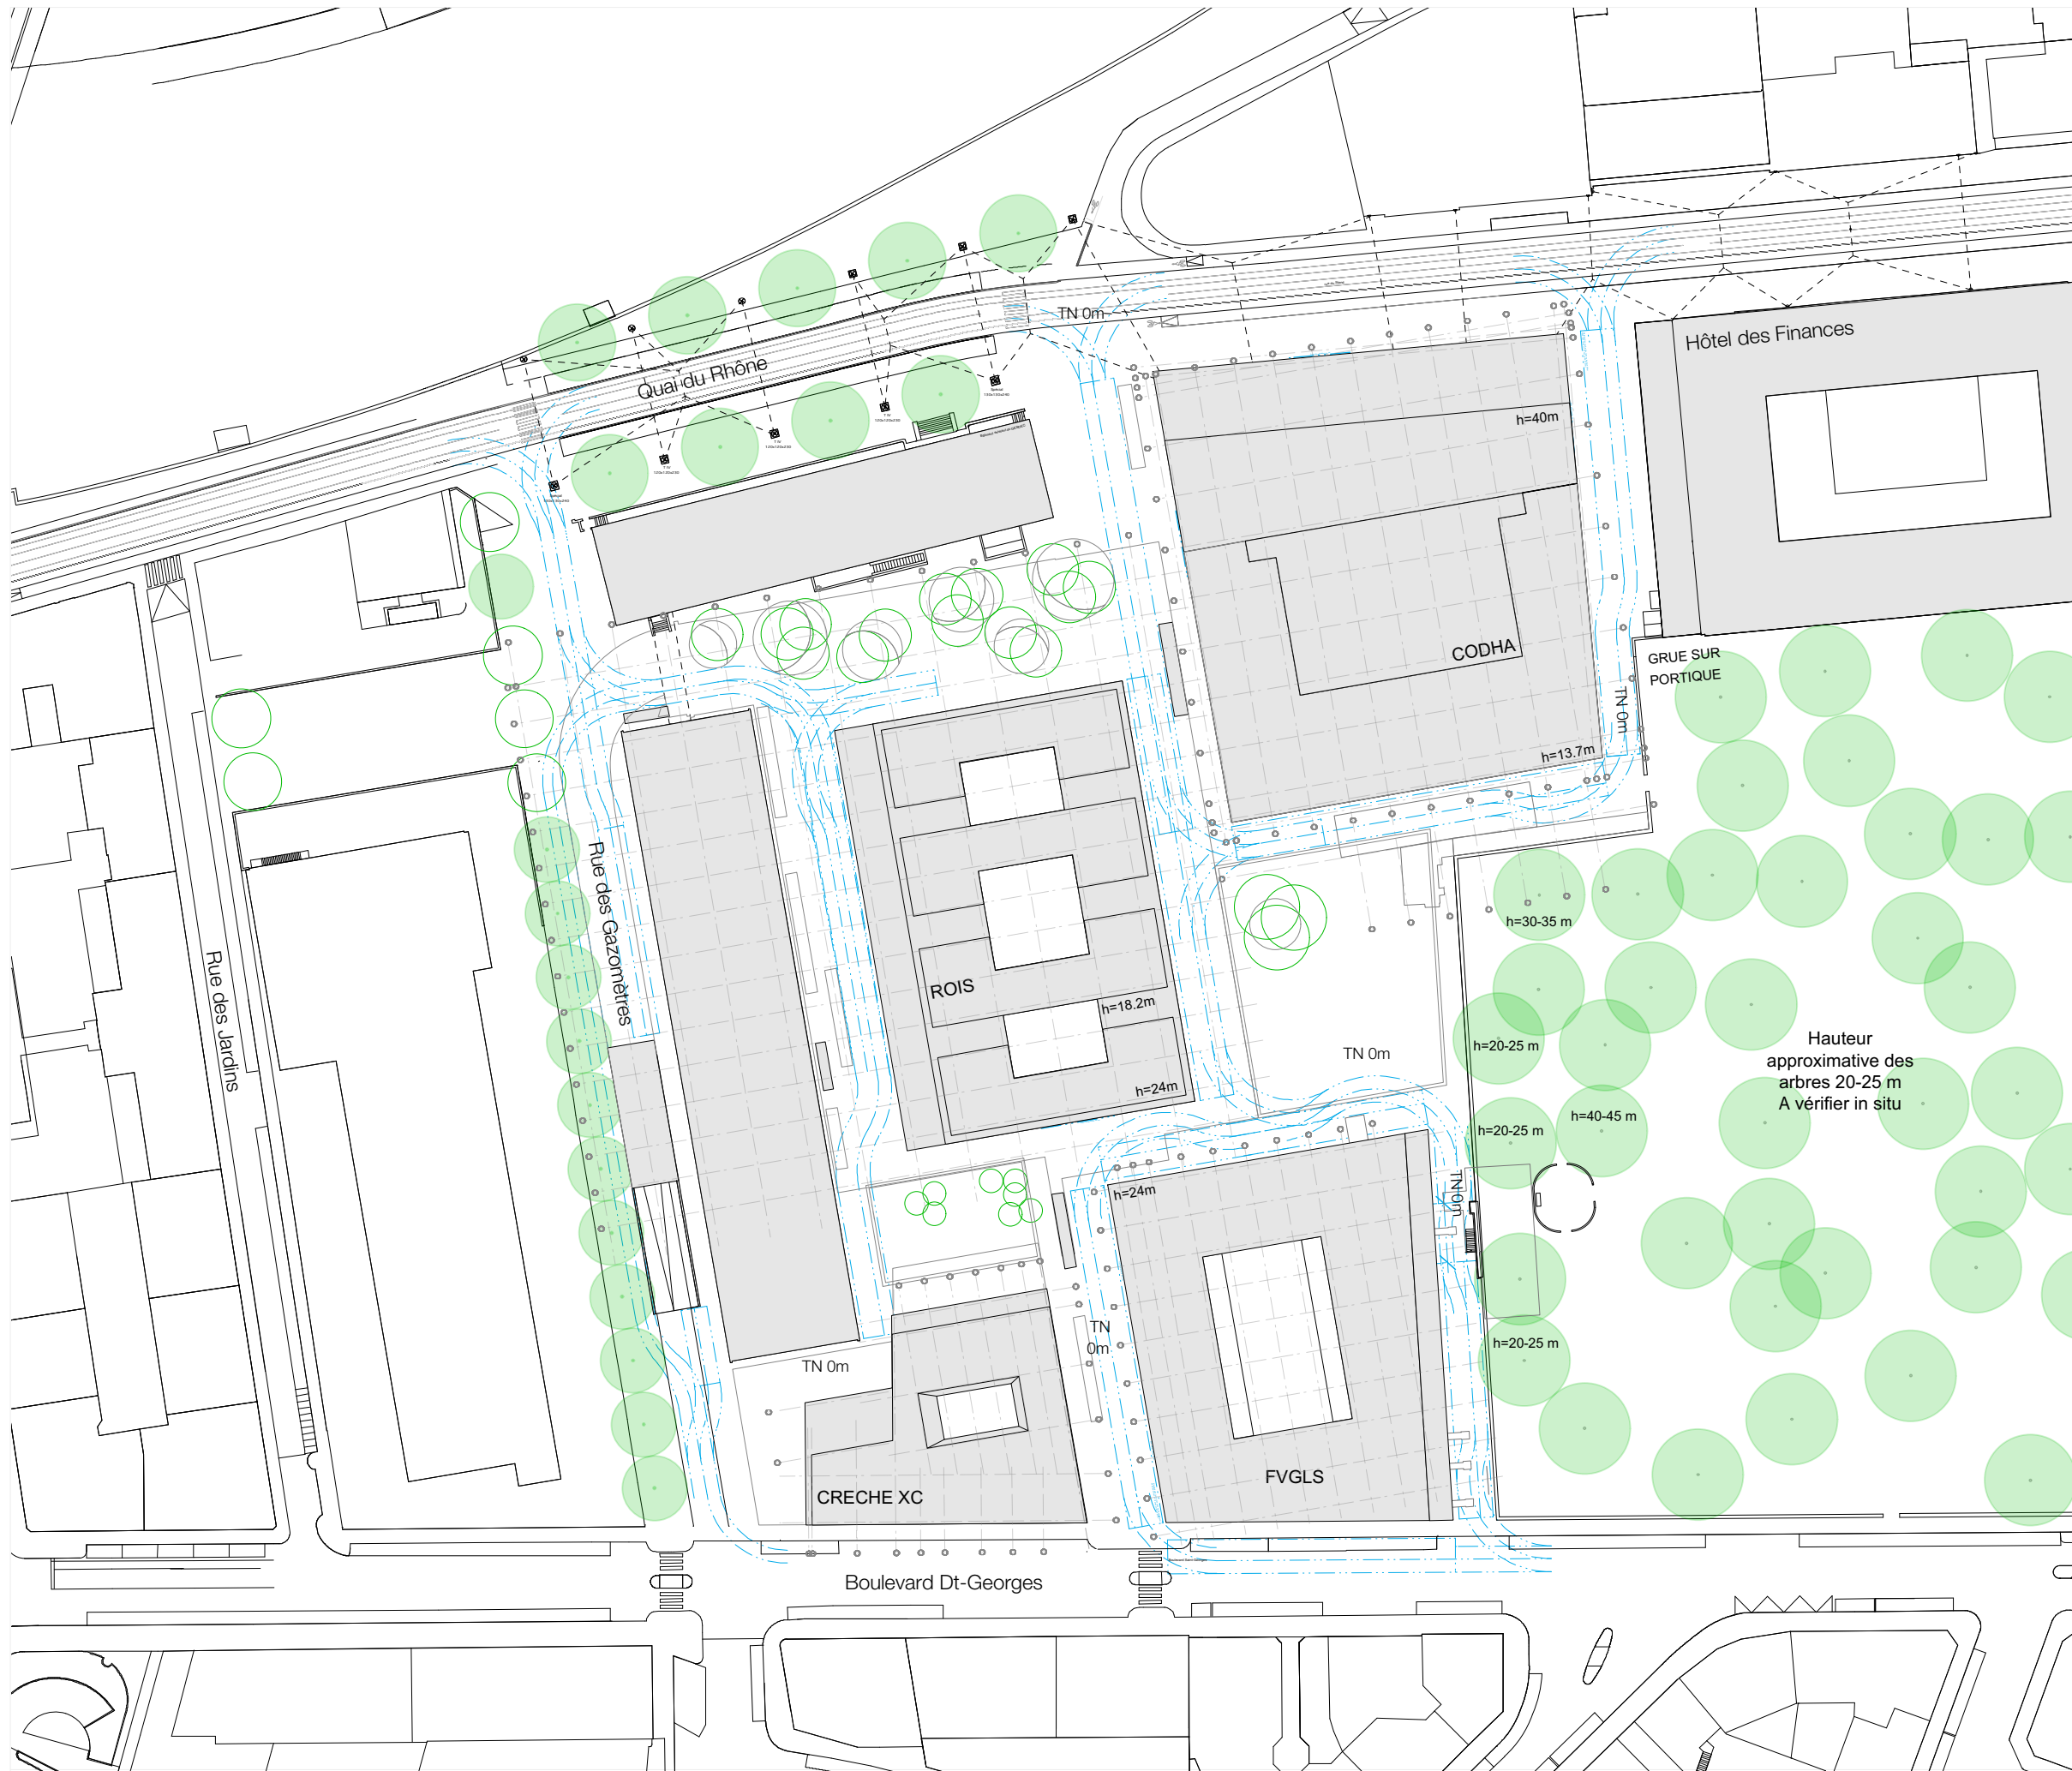 TN 0m
Hôtel des Finances
Quai du Rhône
h=40m
CODHA
GRUE SUR
PORTIQUE
TN 0m
h=13.7m
Rue des Gazomètres
h=30-35 m
Rue des Jardins
ROIS
h=18.2m
h=24m
TN 0m
h=20-25 m
Hauteur
approximative des
arbres 20-25 m
A vérifier in situ
h=40-45 m
h=20-25 m
h=24m
TN 0m
TN
0m
h=20-25 m
TN 0m
FVGLS
CRECHE XC
Boulevard Dt-Georges